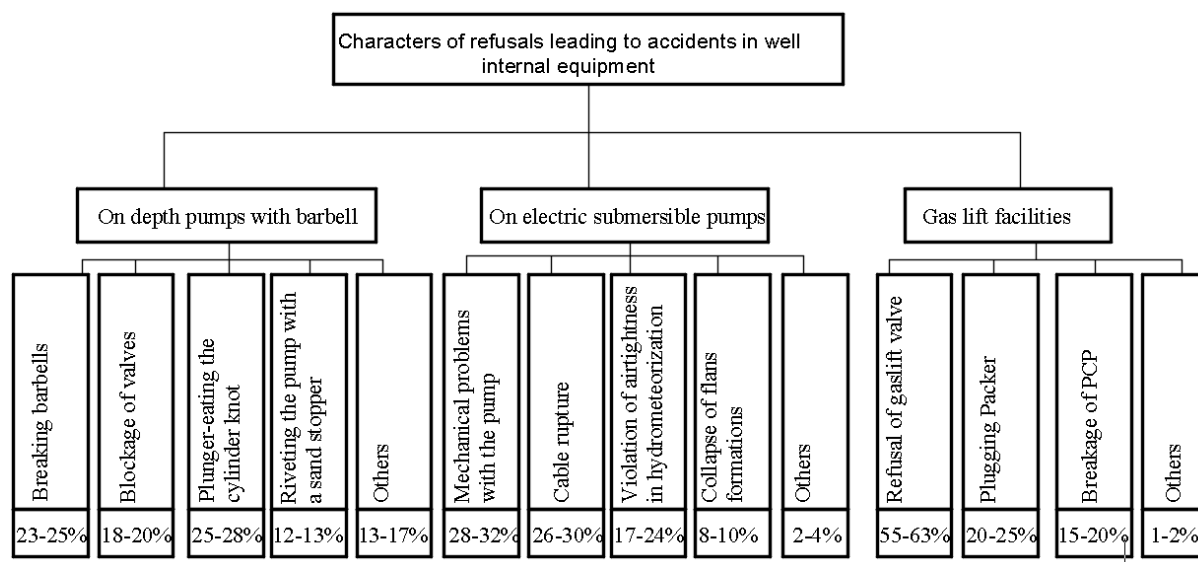 Characters of refusals leading to accidents in well
internal equipment
On depth pumps with barbell
On electric submersible pumps
Gas lift facilities
Breaking barbells
Blockage of valves
Plunger-eating the
cylinder knot
Riveting the pump with
a sand stopper
Others
Mechanical problems
with the pump
Cable rupture
Violation of airtightness
in hydrometeorization
Collapse of flans
formations
Others
Refusal of gaslift valve
Plugging Packer
Breakage of PCP
Others
23-25%
18-20%
25-28%
12-13%
13-17%
28-32%
26-30%
17-24%
8-10%
2-4%
55-63%
20-25%
15-20%
1-2%